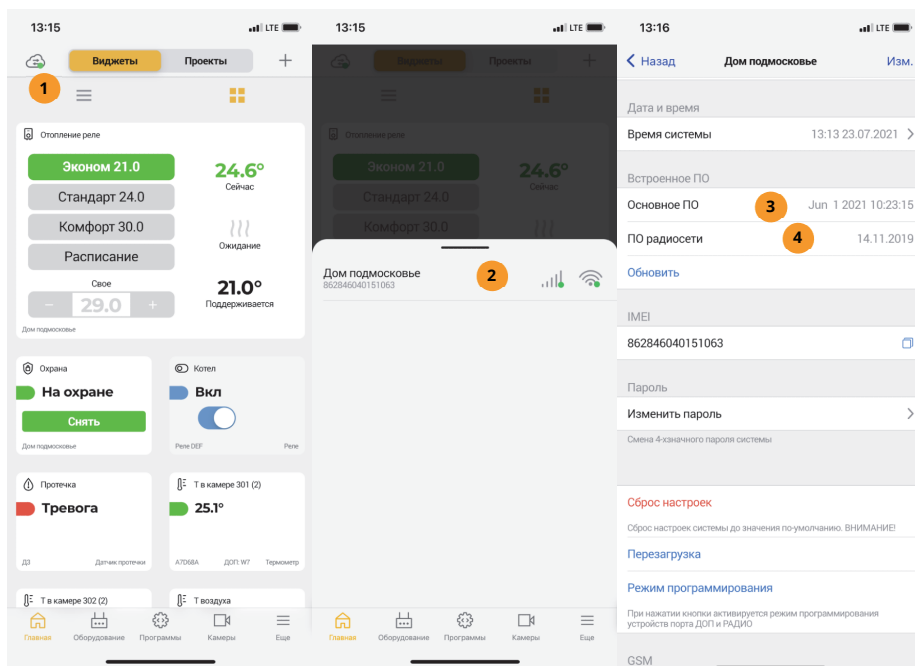 13:15
LTE
Виджеты
Проекты
1
Отопление реле
Эконом 21.0
24.6°
Сейчас
Стандарт 24.0
Комфорт 30.0
Ожидание
Расписание
Свое
21.0°
− 29.0 +
Поддерживается
Дом подмосковье
Охрана
На охране
Снять
Дом подмосковье
Котел
Вкл
Реле DEF
Реле
Протечка
Тревога
ДЗ
Датчик протечки
Т в камере 301 (2)
25.1°
A7D68A
ДОП: W7
Термометр
Т в камере 302 (2)
Т воздуха
Главная
Оборудование
Программы
Камеры
Еще
13:15
LTE
Виджеты
Проекты
Отопление реле
Эконом 21.0
24.6°
Сейчас
Стандарт 24.0
Комфорт 30.0
Дом подмосковье
2
862846040151063
Главная
Оборудование
Программы
Камеры
Еще
13:16
LTE
Назад
Дом подмосковье
Изм.
Дата и время
Время системы
13:13 23.07.2021
Встроенное ПО
Основное ПО
3
Jun 1 2021 10:23:15
ПО радиосети
4
14.11.2019
Обновить
IMEI
862846040151063
Пароль
Изменить пароль
Смена 4-хзначного пароля системы
Сброс настроек
Сброс настроек системы до значения по-умолчанию. ВНИМАНИЕ!
Перезагрузка
Режим программирования
При нажатии кнопки активируется режим программирования
устройств порта ДОП и РАДИО
GSM